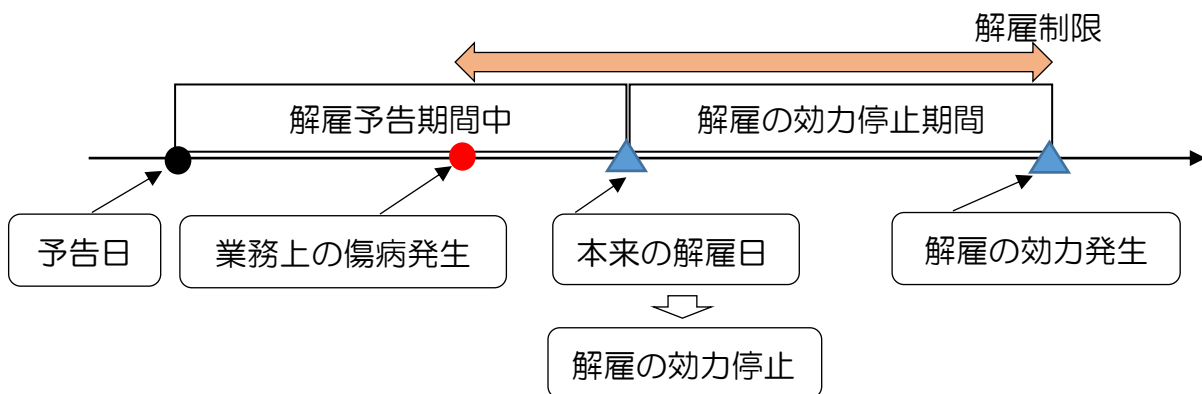 解雇制限
解雇予告期間中
解雇の効力停止期間
予告日
業務上の傷病発生
本来の解雇日
解雇の効力発生
解雇の効力停止